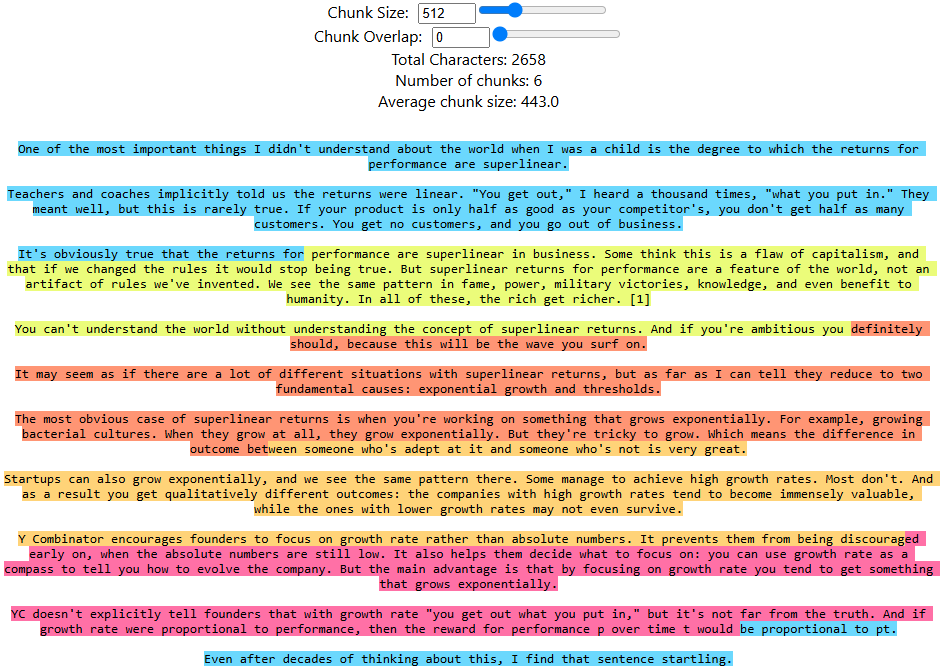 Chunk Size: 512
Chunk Overlap: 0
Total Characters: 2658
Number of chunks: 6
Average chunk size: 443.0
One of the most important things I didn't understand about the world when I was a child is the degree to which the returns for
performance are superlinear.
Teachers and coaches implicitly told us the returns were linear. "You get out," I heard a thousand times, "what you put in." They
meant well, but this is rarely true. If your product is only half as good as your competitor's, you don't get half as many
customers. You get no customers, and you go out of business.
It's obviously true that the returns for performance are superlinear in business. Some think this is a flaw of capitalism, and
that if we changed the rules it would stop being true. But superlinear returns for performance are a feature of the world, not an
artifact of rules we've invented. We see the same pattern in fame, power, military victories, knowledge, and even benefit to
humanity. In all of these, the rich get richer. [1]
You can't understand the world without understanding the concept of superlinear returns. And if you're ambitious you definitely
should, because this will be the wave you surf on.
It may seem as if there are a lot of different situations with superlinear returns, but as far as I can tell they reduce to two
fundamental causes: exponential growth and thresholds.
The most obvious case of superlinear returns is when you're working on something that grows exponentially. For example, growing
bacterial cultures. When they grow at all, they grow exponentially. But they're tricky to grow. Which means the difference in
outcome between someone who's adept at it and someone who's not is very great.
Startups can also grow exponentially, and we see the same pattern there. Some manage to achieve high growth rates. Most don't. And
as a result you get qualitatively different outcomes: the companies with high growth rates tend to become immensely valuable,
while the ones with lower growth rates may not even survive.
Y Combinator encourages founders to focus on growth rate rather than absolute numbers. It prevents them from being discouraged
early on, when the absolute numbers are still low. It also helps them decide what to focus on: you can use growth rate as a
compass to tell you how to evolve the company. But the main advantage is that by focusing on growth rate you tend to get something
that grows exponentially.
YC doesn't explicitly tell founders that with growth rate "you get out what you put in," but it's not far from the truth. And if
growth rate were proportional to performance, then the reward for performance p over time t would be proportional to pt.
Even after decades of thinking about this, I find that sentence startling.